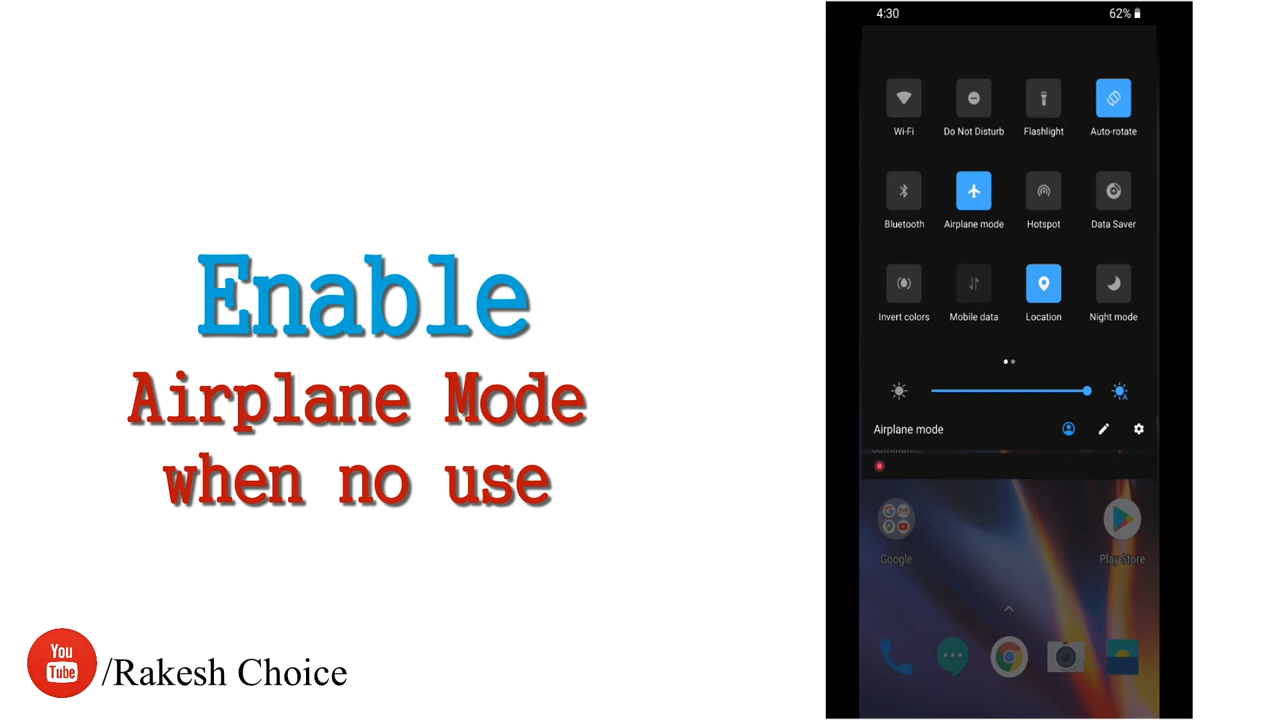 4:30
62%
Wi-Fi
Do Not Disturb
Flashlight
Auto-rotate
Bluetooth
Airplane mode
Hotspot
Data Saver
Invert colors
Mobile data
Location
Night mode
A
Airplane mode
Enable
Airplane Mode
when no use
Google
Play Store
You
Tube
/Rakesh Choice